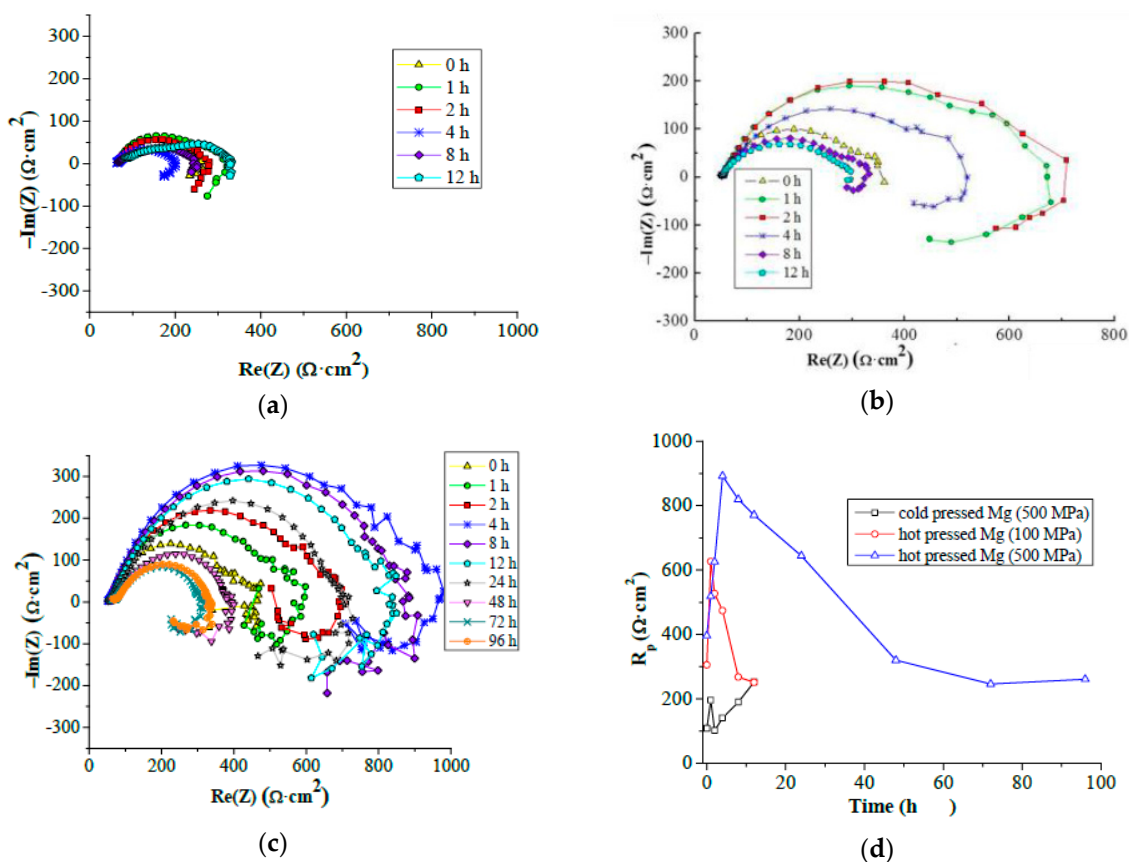 300
200
100
0
-100
-200
-300
0 200 400 600 800 1000
−Im(Z) (Ω·cm²)
Re(Z) (Ω·cm²)
0 h
1 h
2 h
4 h
8 h
12 h
(a)
300
200
100
0
-100
-200
-300
0 200 400 600 800
-Im(Z) (Ω·cm²)
Re(Z) (Ω·cm²)
0 h
1 h
2 h
4 h
8 h
12 h
(b)
300
200
100
0
-100
-200
-300
0 200 400 600 800 1000
−Im(Z) (Ω·cm²)
Re(Z) (Ω·cm²)
0 h
1 h
2 h
4 h
8 h
12 h
24 h
48 h
72 h
96 h
(c)
1000
800
600
400
200
0
0 20 40 60 80 100
Rp (Ω·cm²)
Time (h )
cold pressed Mg (500 MPa)
hot pressed Mg (100 MPa)
hot pressed Mg (500 MPa)
(d)